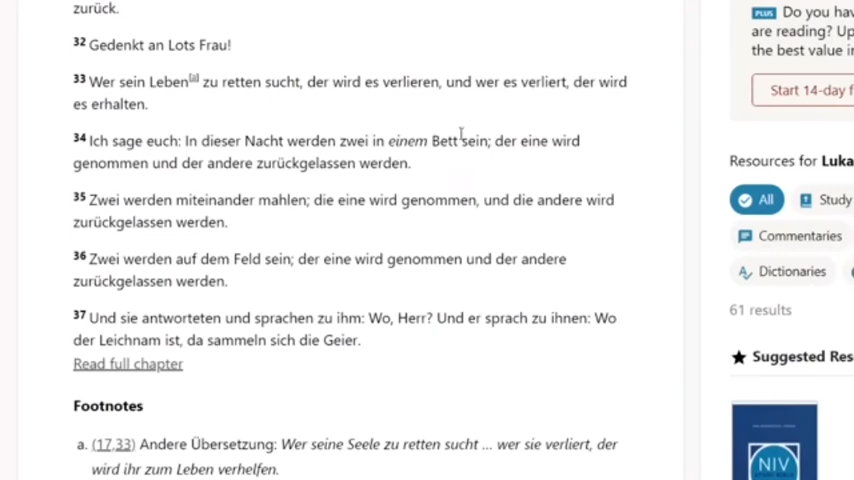 zurück.
32 Gedenkt an Lots Frau!
33 Wer sein Leben[a] zu retten sucht, der wird es verlieren, und wer es verliert, der wird
es erhalten.
34 Ich sage euch: In dieser Nacht werden zwei in einem Bett sein; der eine wird
genommen und der andere zurückgelassen werden.
35 Zwei werden miteinander mahlen; die eine wird genommen, und die andere wird
zurückgelassen werden.
36 Zwei werden auf dem Feld sein; der eine wird genommen und der andere
zurückgelassen werden.
37 Und sie antworteten und sprachen zu ihm: Wo, Herr? Und er sprach zu ihnen: Wo
der Leichnam ist, da sammeln sich die Geier.
Read full chapter
Footnotes
a. (17,33) Andere Übersetzung: Wer seine Seele zu retten sucht ... wer sie verliert, der
wird ihr zum Leben verhelfen.
PLUS Do you hav
are reading? Up
the best value in
Start 14-day f
Resources for Luka
All
Study
Commentaries
Dictionaries
61 results
Suggested Res
NIV